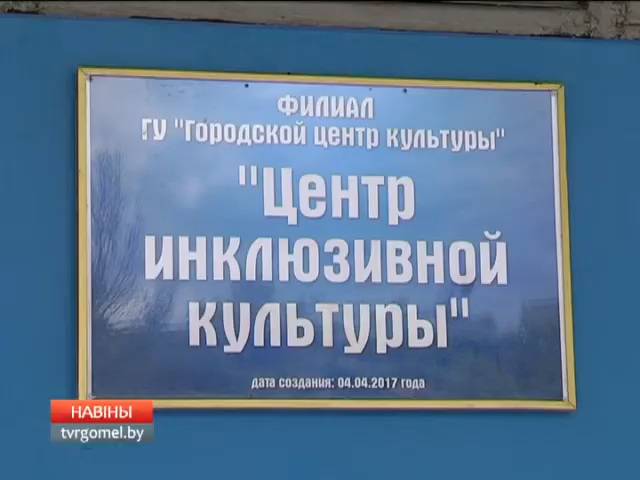 ФИЛИАЛ
ГУ "Городской центр культуры"
"Центр
инклюзивной
культуры"
дата создания: 04.04.2017 года
НАВІНЫ
tvrgomel.by